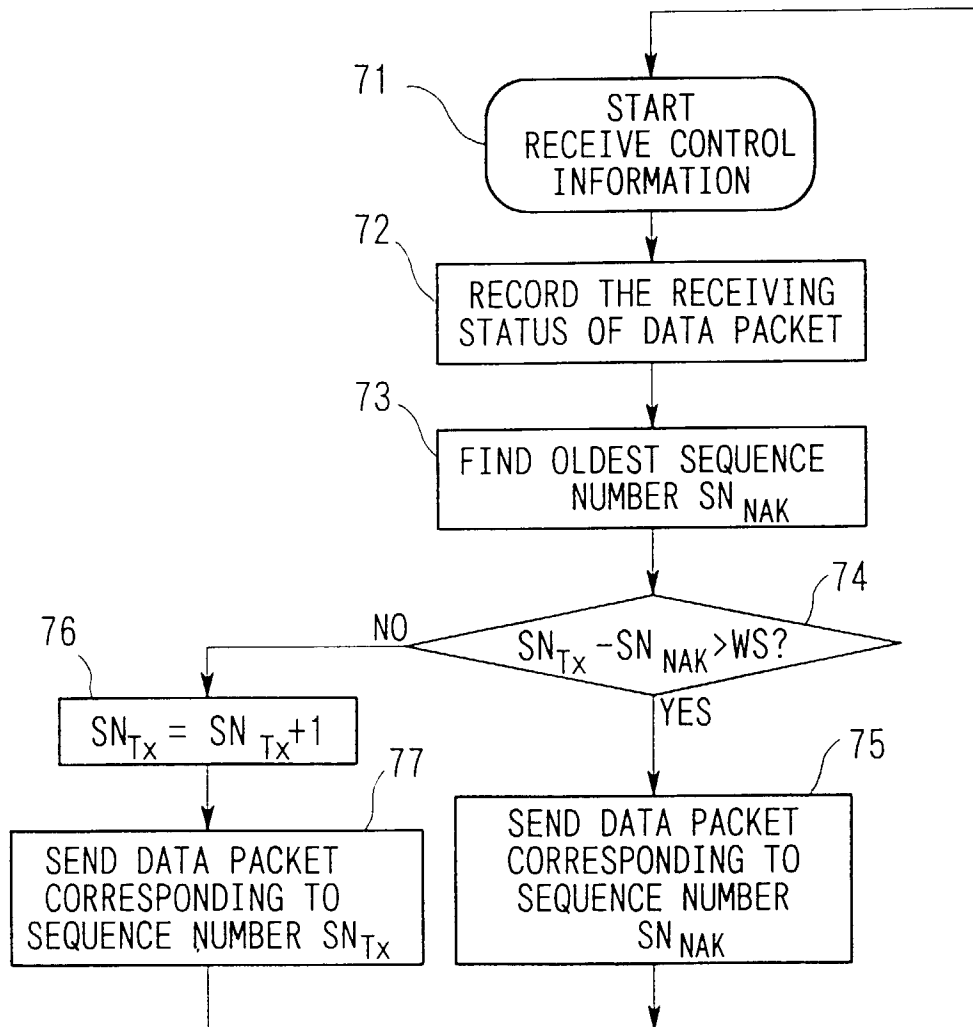 71
START
RECEIVE CONTROL
INFORMATION
72
RECORD THE RECEIVING
STATUS OF DATA PACKET
73
FIND OLDEST SEQUENCE
NUMBER SN NAK
74
SN Tx - SN NAK > WS?
NO
YES
76
SN Tx = SN Tx +1
77
SEND DATA PACKET
CORRESPONDING TO
SEQUENCE NUMBER SN Tx
75
SEND DATA PACKET
CORRESPONDING TO
SEQUENCE NUMBER
SN NAK